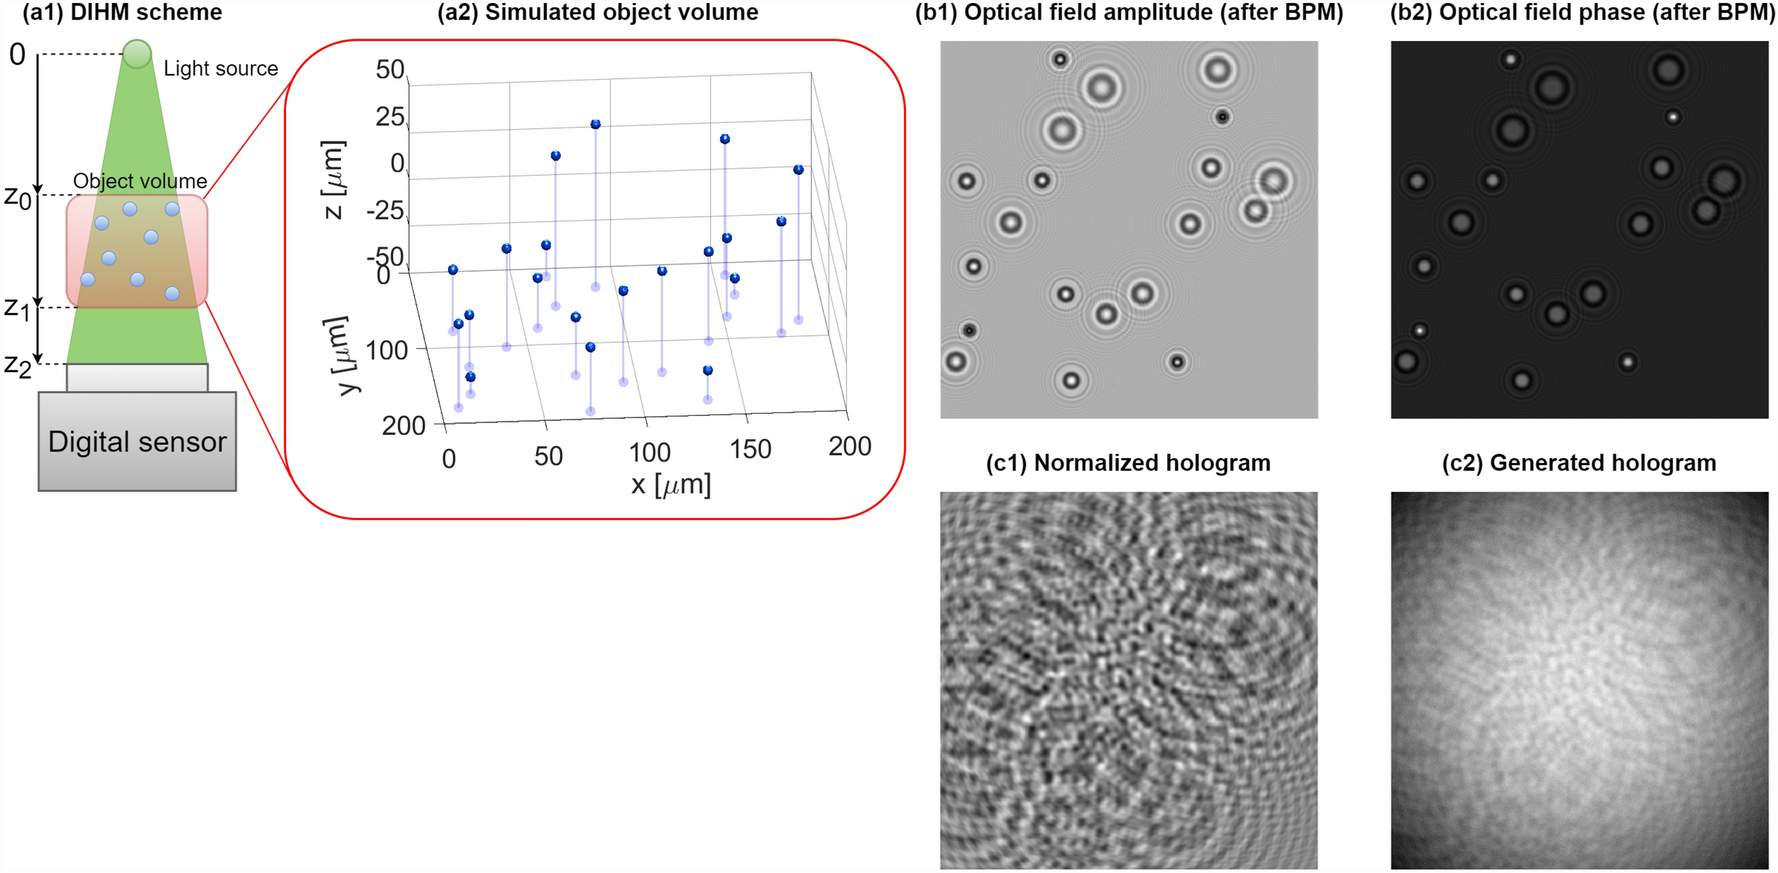 (a1) DIHM scheme
(a2) Simulated object volume
(b1) Optical field amplitude (after BPM)
(b2) Optical field phase (after BPM)
0
Light source
Object volume
z0
z1
z2
Digital sensor
50
25
0
-25
-50
z [μm]
0
100
200
y [μm]
0
50
100
150
200
x [μm]
(c1) Normalized hologram
(c2) Generated hologram